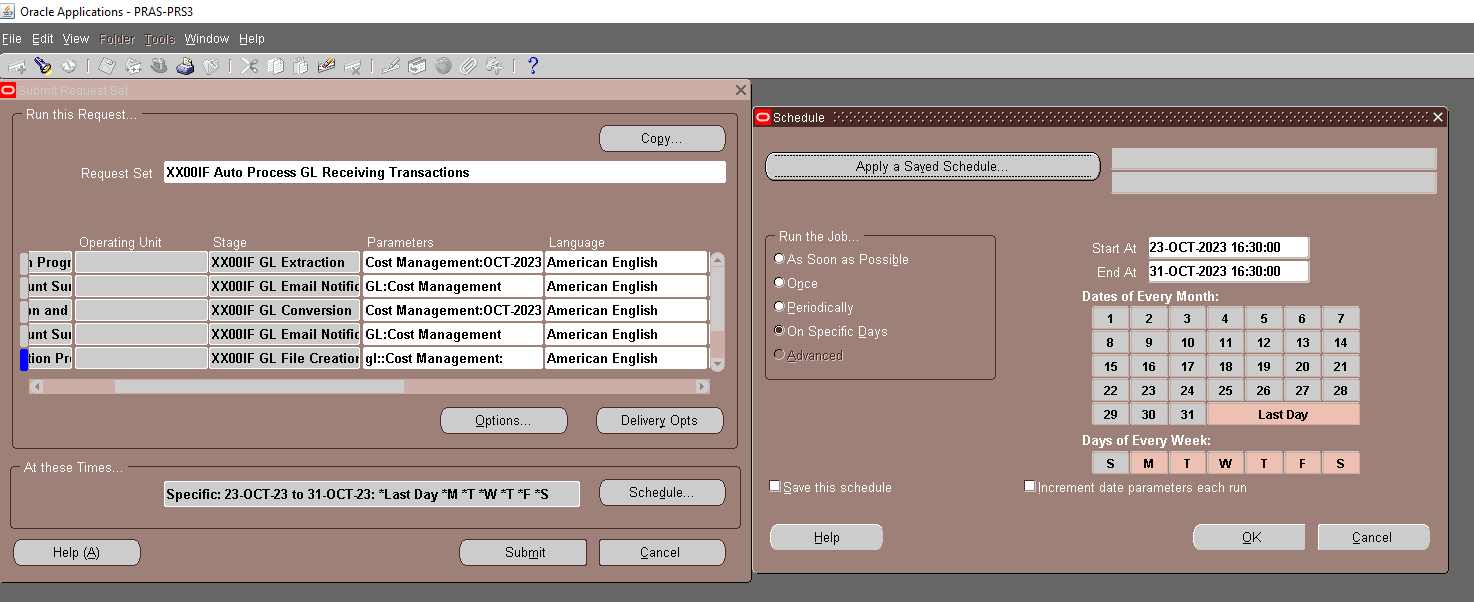 Oracle Applications - PRAS-PRS3
File Edit View Folder Tools Window Help
Submit Request Set
Run this Request...
Copy...
Request Set XX00IF Auto Process GL Receiving Transactions
Operating Unit Stage Parameters Language
n Progr XX00IF GL Extraction Cost Management:OCT-2023 American English
unt Sur XX00IF GL Email Notific GL:Cost Management American English
on and XX00IF GL Conversion Cost Management:OCT-2023 American English
unt Sur XX00IF GL Email Notific GL:Cost Management American English
tion Pr XX00IF GL File Creation gl::Cost Management: American English
Options... Delivery Opts
At these Times...
Specific: 23-OCT-23 to 31-OCT-23: *Last Day *M *T *W *T *F *S Schedule...
Help (A) Submit Cancel
Schedule
Apply a Saved Schedule...
Run the Job...
As Soon as Possible
Once
Periodically
On Specific Days
Advanced
Start At 23-OCT-2023 16:30:00
End At 31-OCT-2023 16:30:00
Dates of Every Month:
1 2 3 4 5 6 7
8 9 10 11 12 13 14
15 16 17 18 19 20 21
22 23 24 25 26 27 28
29 30 31 Last Day
Days of Every Week:
S M T W T F S
Save this schedule Increment date parameters each run
Help OK Cancel